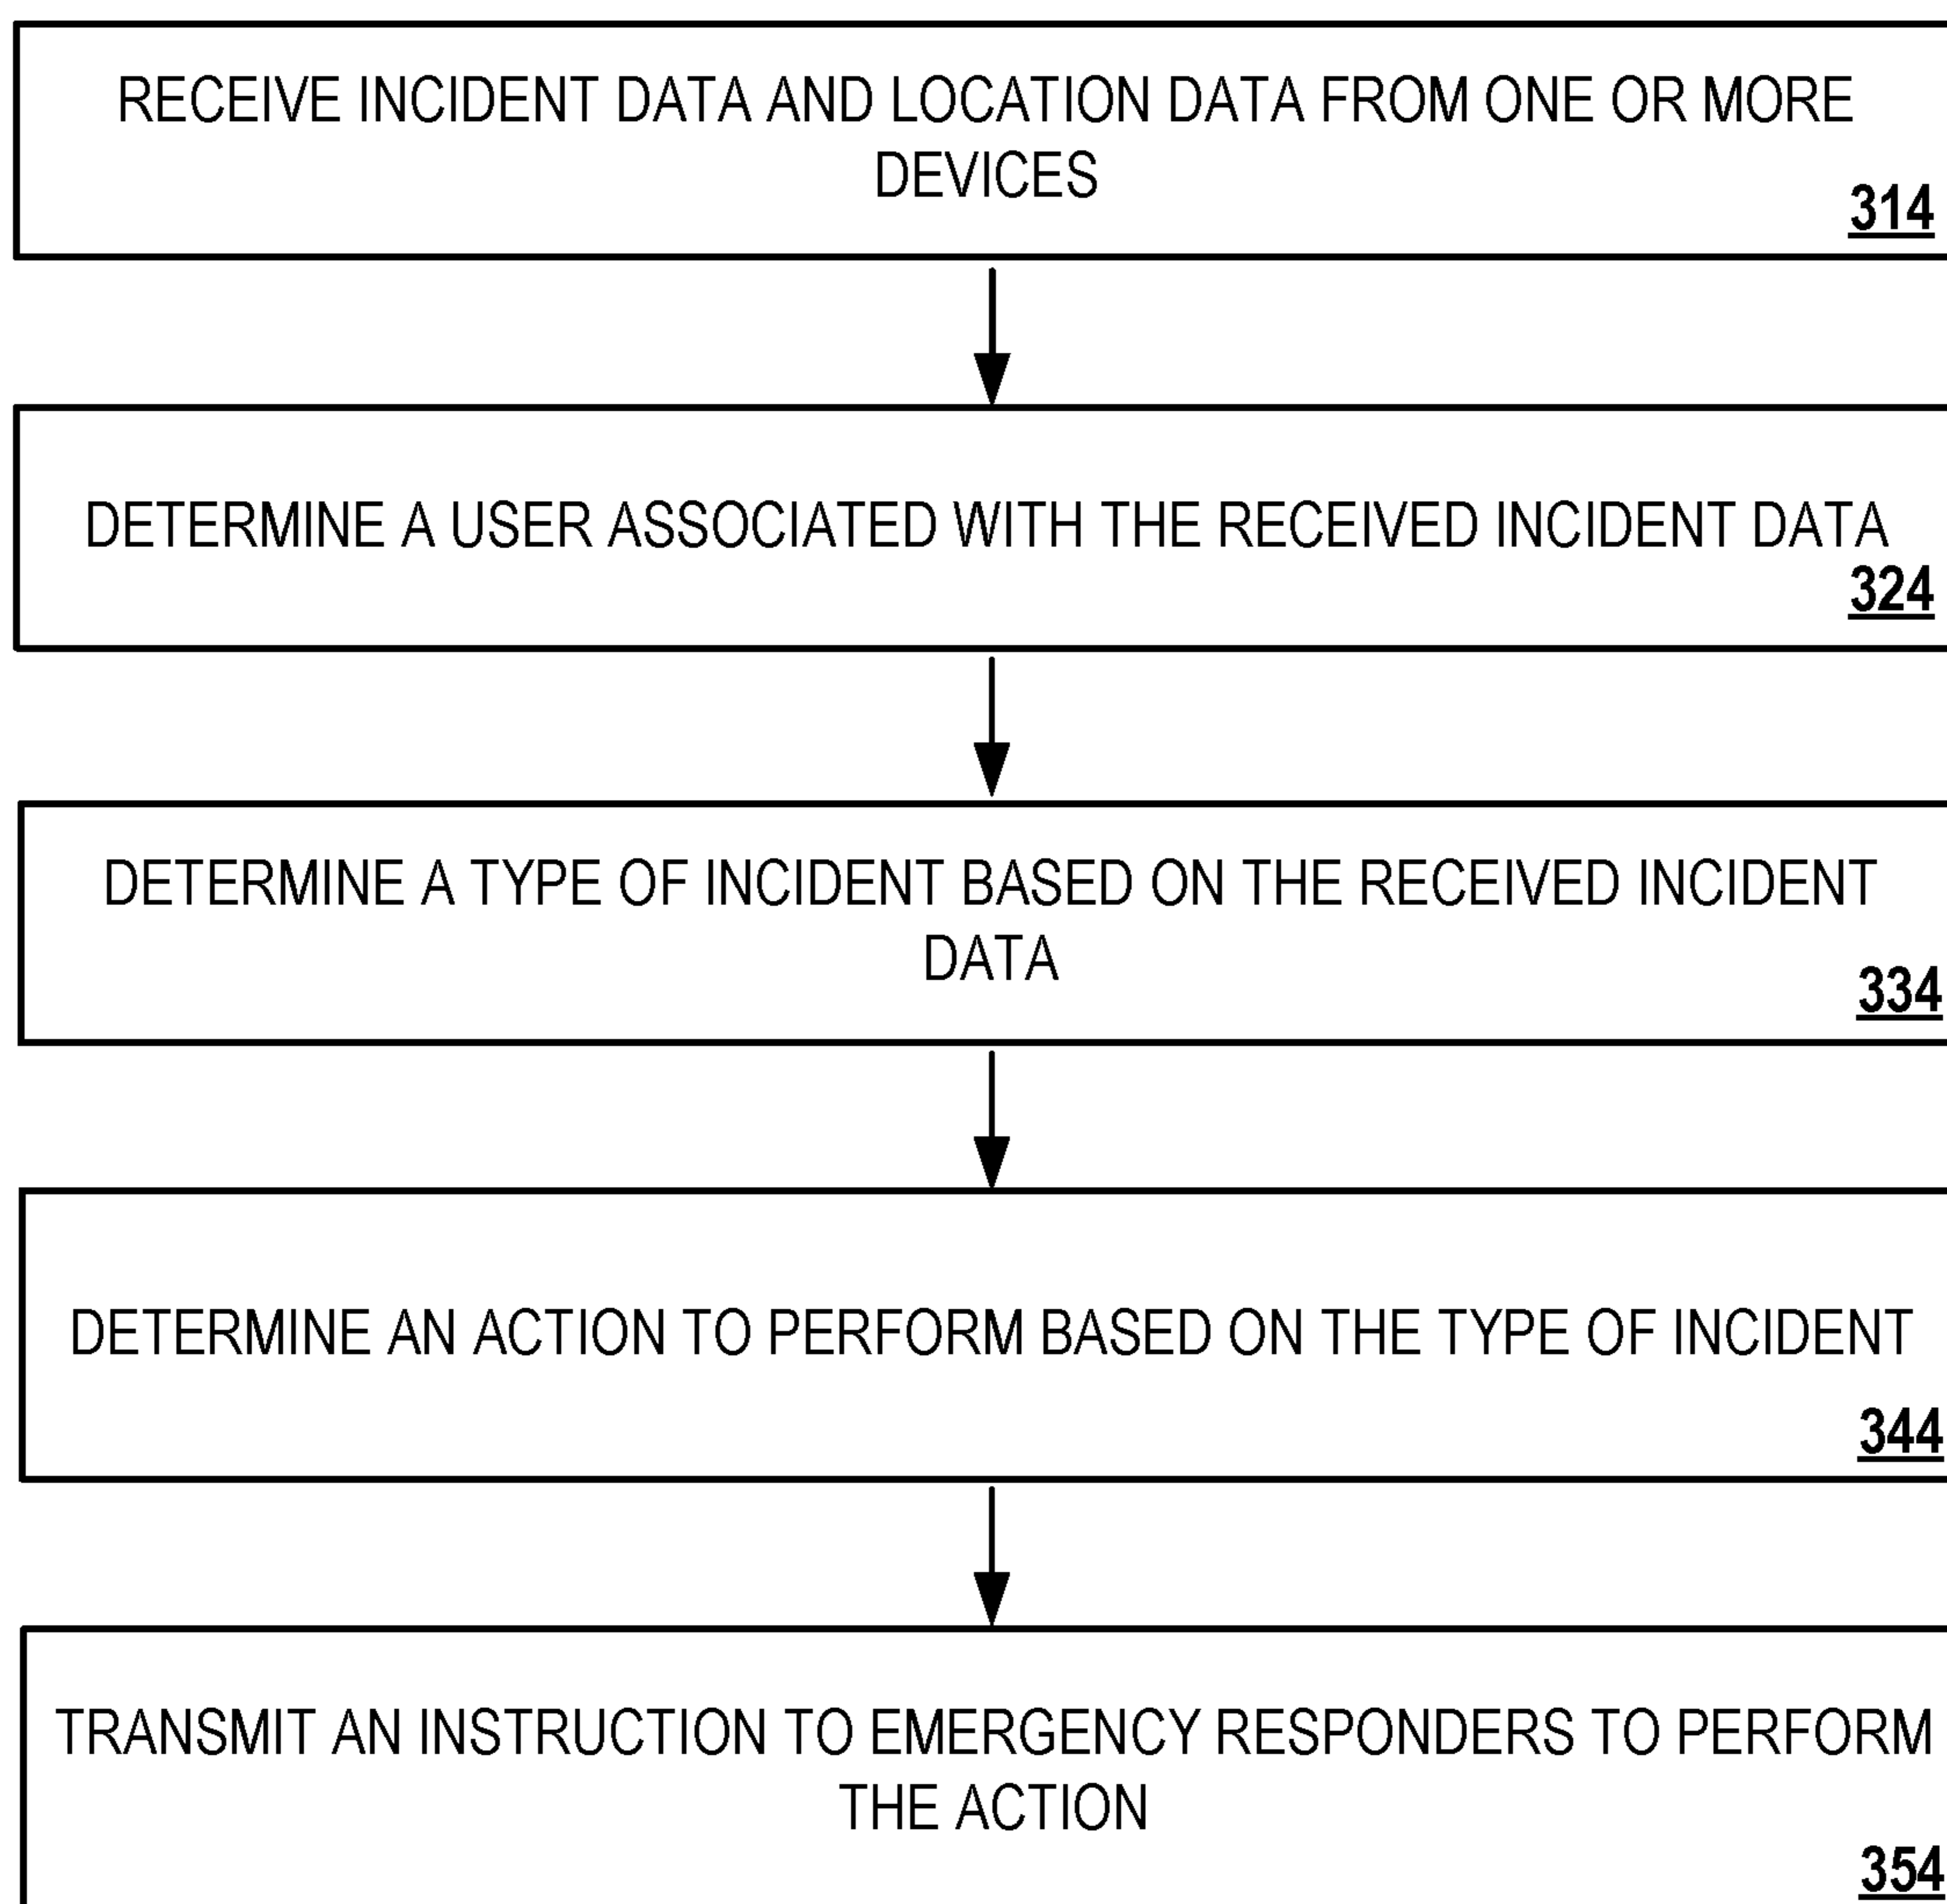 RECEIVE INCIDENT DATA AND LOCATION DATA FROM ONE OR MORE
DEVICES
314
DETERMINE A USER ASSOCIATED WITH THE RECEIVED INCIDENT DATA
324
DETERMINE A TYPE OF INCIDENT BASED ON THE RECEIVED INCIDENT
DATA
334
DETERMINE AN ACTION TO PERFORM BASED ON THE TYPE OF INCIDENT
344
TRANSMIT AN INSTRUCTION TO EMERGENCY RESPONDERS TO PERFORM
THE ACTION
354